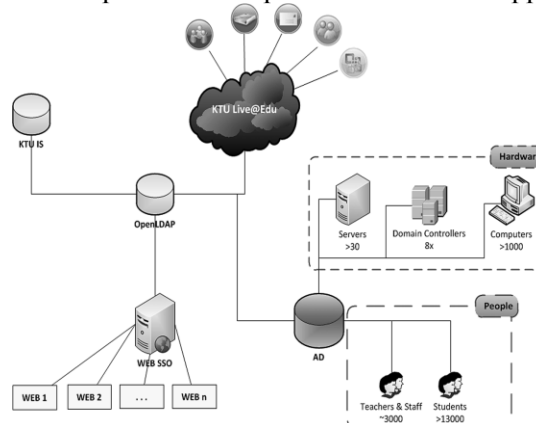 KTU Live@Edu
KTU IS
OpenLDAP
Hardwar
Servers
>30
Domain Controllers
8x
Computers
>1000
People
AD
WEB SSO
WEB 1
WEB 2
...
WEB n
Teachers & Staff
~3000
Students
>13000